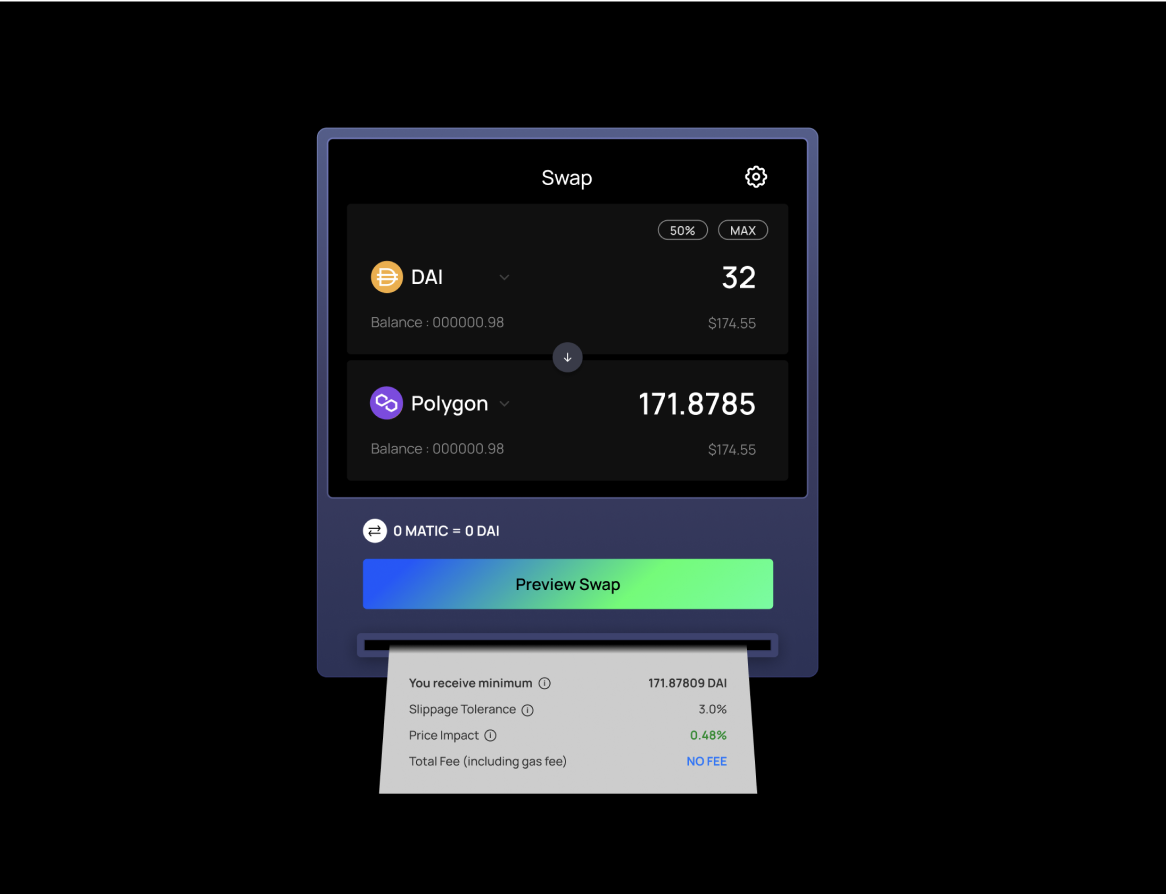 Swap
50% MAX
DAI 32
Balance : 000000.98 $174.55
Polygon 171.8785
Balance : 000000.98 $174.55
0 MATIC = 0 DAI
Preview Swap
You receive minimum 171.87809 DAI
Slippage Tolerance 3.0%
Price Impact 0.48%
Total Fee (including gas fee) NO FEE